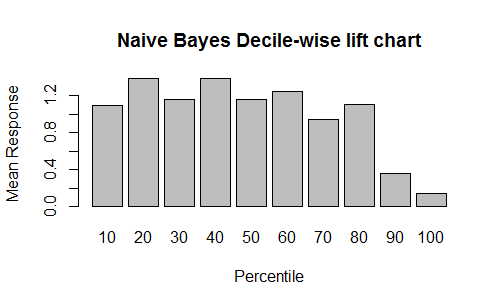 Naive Bayes Decile-wise lift chart
Mean Response
1.2
0.8
0.4
0.0
10 20 30 40 50 60 70 80 90 100
Percentile